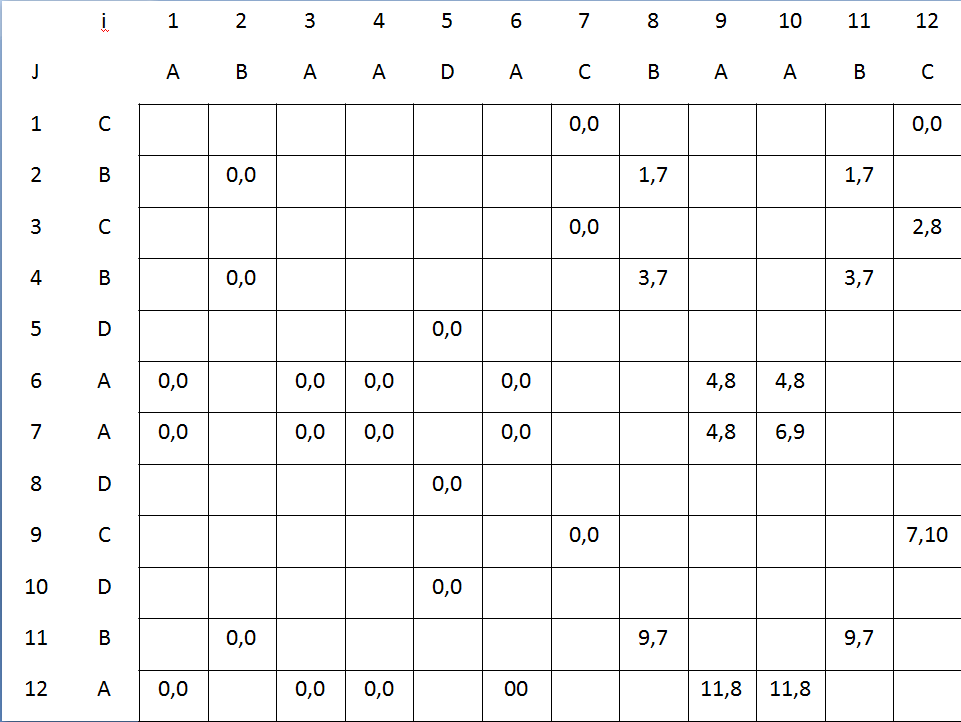 i 1 2 3 4 5 6 7 8 9 10 11 12
J A B A A D A C B A A B C
1 C 0,0 0,0
2 B 0,0 1,7 1,7
3 C 0,0 2,8
4 B 0,0 3,7 3,7
5 D 0,0
6 A 0,0 0,0 0,0 0,0 4,8 4,8
7 A 0,0 0,0 0,0 0,0 4,8 6,9
8 D 0,0
9 C 0,0 7,10
10 D 0,0
11 B 0,0 9,7 9,7
12 A 0,0 0,0 0,0 00 11,8 11,8